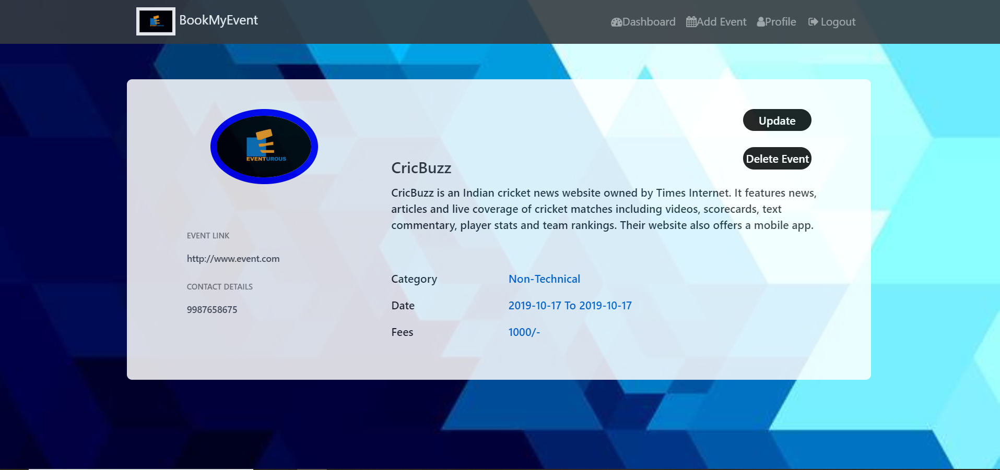 BookMyEvent
Dashboard Add Event Profile Logout
EVENTUROUS
Update
Delete Event
CricBuzz
CricBuzz is an Indian cricket news website owned by Times Internet. It features news,
articles and live coverage of cricket matches including videos, scorecards, text
commentary, player stats and team rankings. Their website also offers a mobile app.
EVENT LINK
http://www.event.com
CONTACT DETAILS
9987658675
Category Non-Technical
Date 2019-10-17 To 2019-10-17
Fees 1000/-